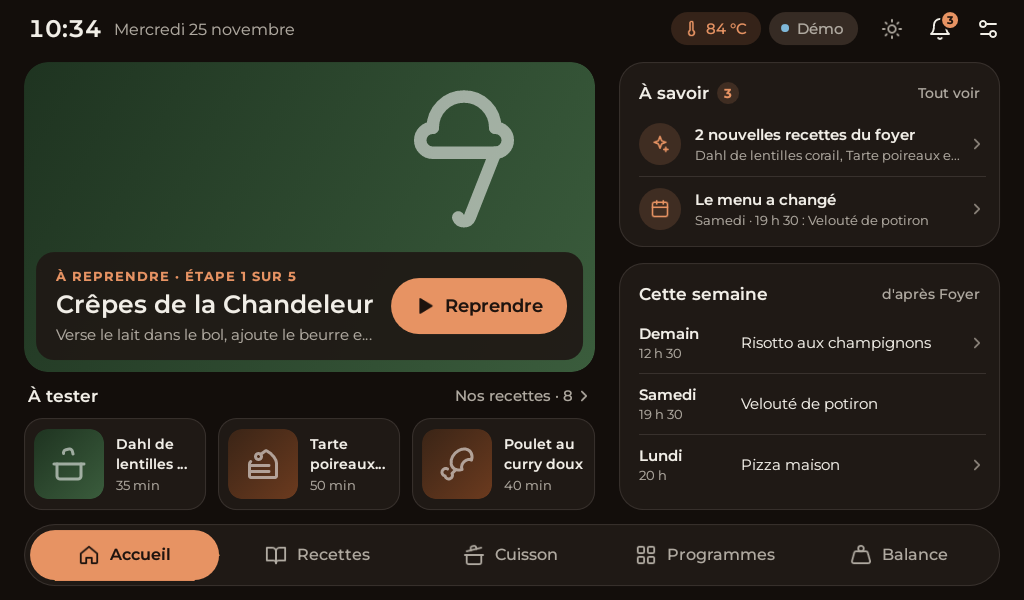 10:34 Mercredi 25 novembre
84 °C
Démo
3
À REPRENDRE · ÉTAPE 1 SUR 5
Crêpes de la Chandeleur
Verse le lait dans le bol, ajoute le beurre e...
Reprendre
À tester
Nos recettes · 8
Dahl de
lentilles ...
35 min
Tarte
poireaux...
50 min
Poulet au
curry doux
40 min
À savoir 3
Tout voir
2 nouvelles recettes du foyer
Dahl de lentilles corail, Tarte poireaux e...
Le menu a changé
Samedi · 19 h 30 : Velouté de potiron
Cette semaine
d'après Foyer
Demain
12 h 30
Risotto aux champignons
Samedi
19 h 30
Velouté de potiron
Lundi
20 h
Pizza maison
Accueil
Recettes
Cuisson
Programmes
Balance